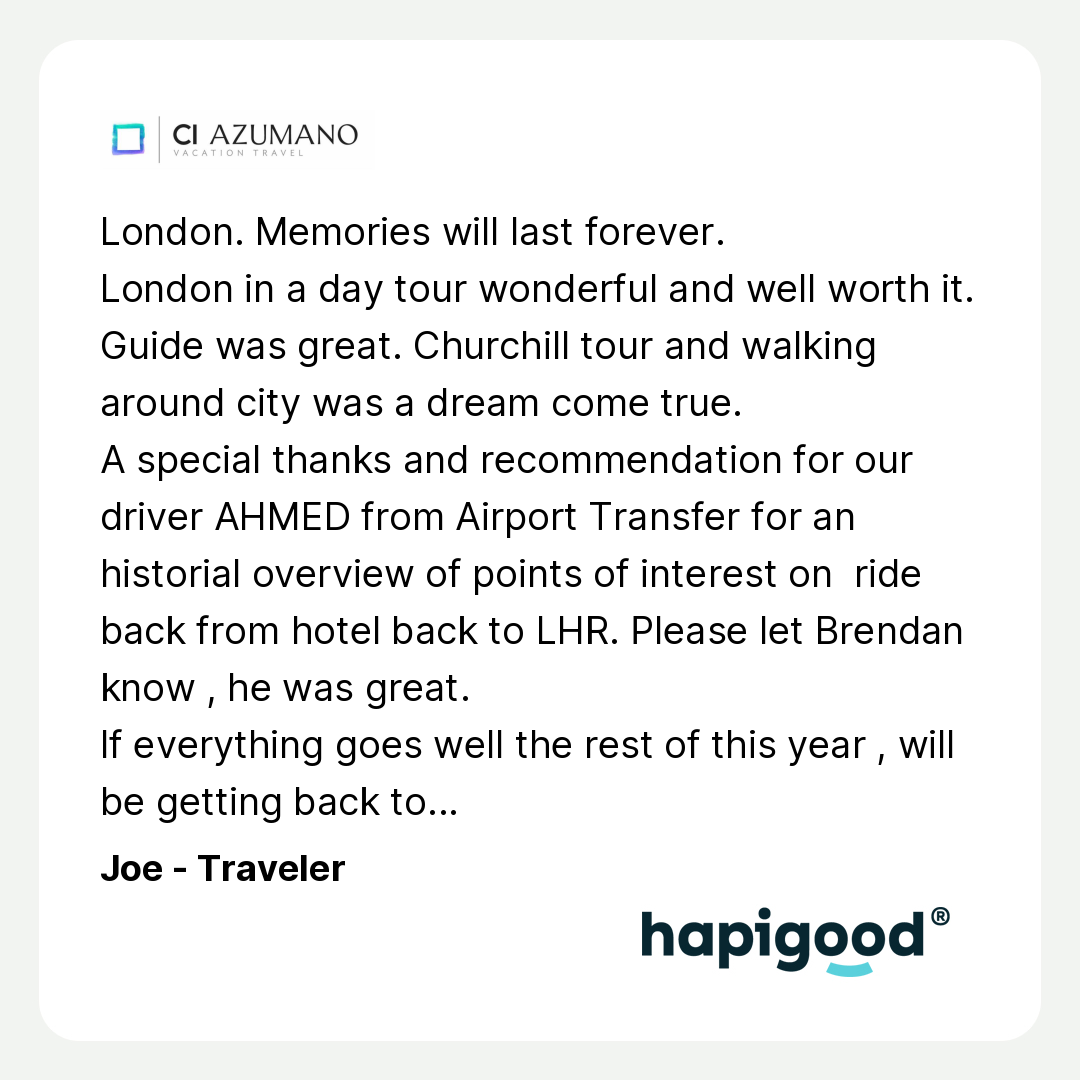 CI AZUMANO
VACATION TRAVEL
London. Memories will last forever.
London in a day tour wonderful and well worth it.
Guide was great. Churchill tour and walking
around city was a dream come true.
A special thanks and recommendation for our
driver AHMED from Airport Transfer for an
historial overview of points of interest on  ride
back from hotel back to LHR. Please let Brendan
know , he was great.
If everything goes well the rest of this year , will
be getting back to...
Joe - Traveler
hapigood®